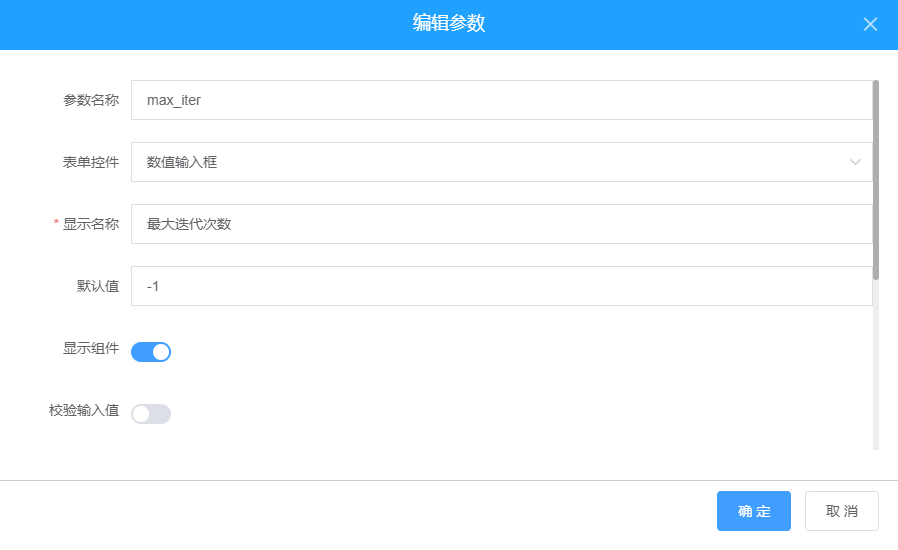 编辑参数
参数名称 max_iter
表单控件 数值输入框
* 显示名称 最大迭代次数
默认值 -1
显示组件
校验输入值
确 定 取 消